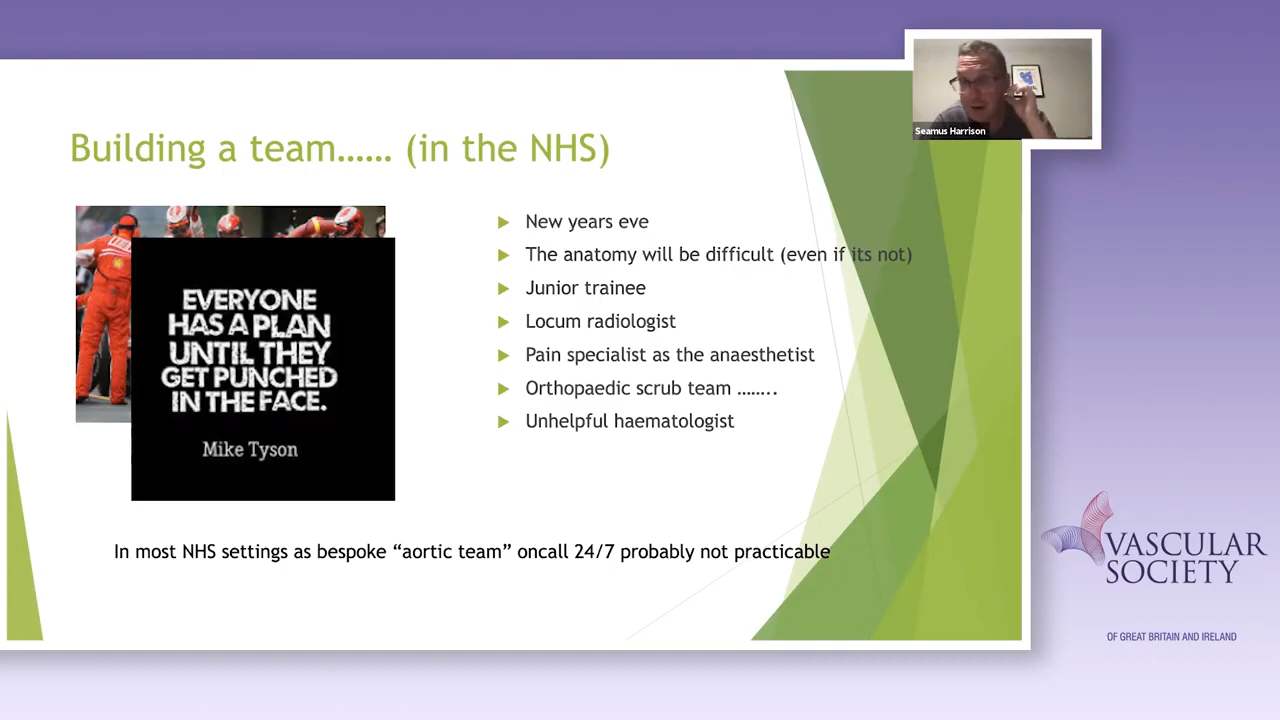 Seamus Harrison
Building a team…… (in the NHS)
EVERYONE
HAS A PLAN
UNTIL THEY
GET PUNCHED
IN THE FACE.
Mike Tyson
New years eve
The anatomy will be difficult (even if its not)
Junior trainee
Locum radiologist
Pain specialist as the anaesthetist
Orthopaedic scrub team ……..
Unhelpful haematologist
In most NHS settings as bespoke “aortic team” oncall 24/7 probably not practicable
VASCULAR
SOCIETY
OF GREAT BRITAIN AND IRELAND